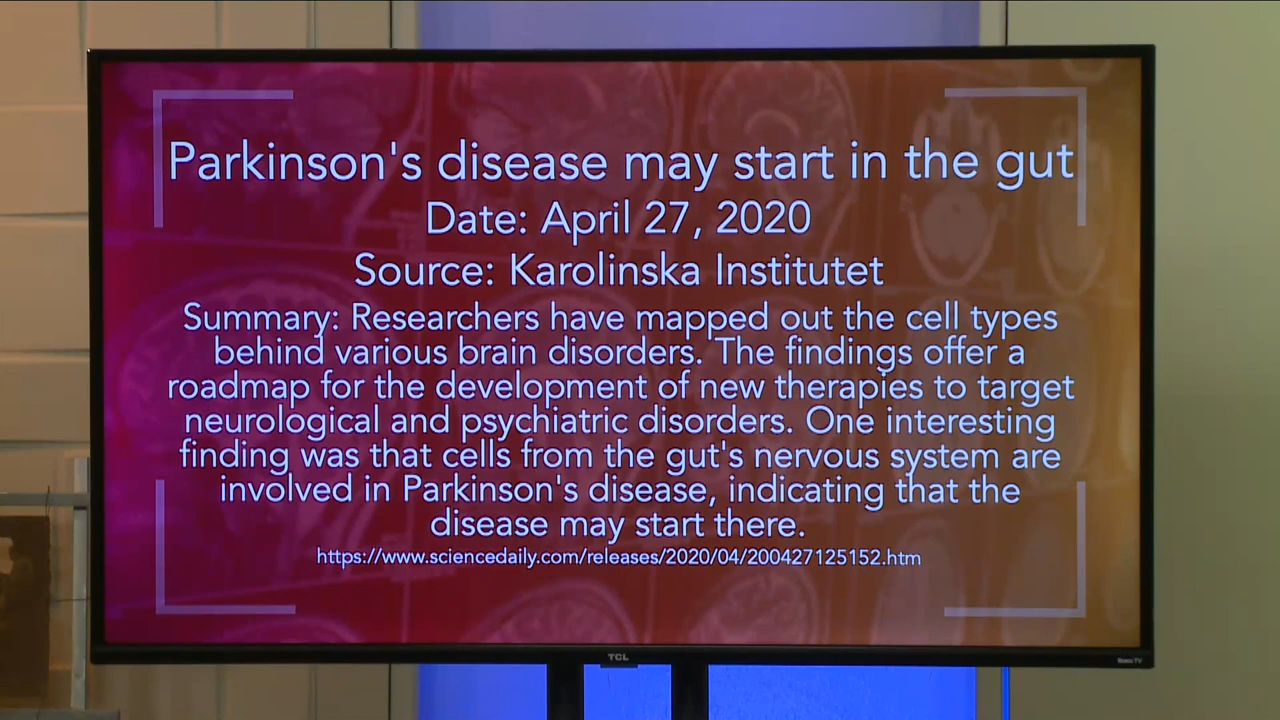 Parkinson's disease may start in the gut
Date: April 27, 2020
Source: Karolinska Institutet
Summary: Researchers have mapped out the cell types
behind various brain disorders. The findings offer a
roadmap for the development of new therapies to target
neurological and psychiatric disorders. One interesting
finding was that cells from the gut's nervous system are
involved in Parkinson's disease, indicating that the
disease may start there.
https://www.sciencedaily.com/releases/2020/04/200427125152.htm
TCL
Roku TV